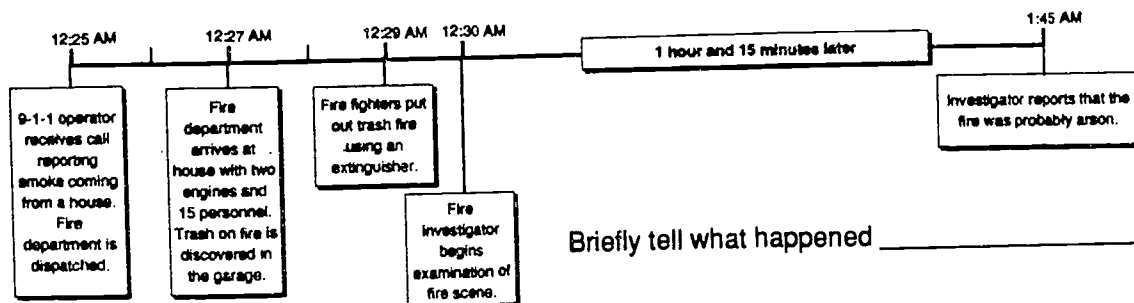 12:25 AM
12:27 AM
12:29 AM
12:30 AM
1:45 AM
1 hour and 15 minutes later
9-1-1 operator
receives call
reporting
smoke coming
from a house.
Fire
department is
dispatched.
Fire
department
arrives at
house with two
engines and
15 personnel.
Trash on fire is
discovered in
the garage.
Fire fighters put
out trash fire
using an
extinguisher.
Fire
investigator
begins
examination of
fire scene.
Investigator reports that the
fire was probably arson.
Briefly tell what happened